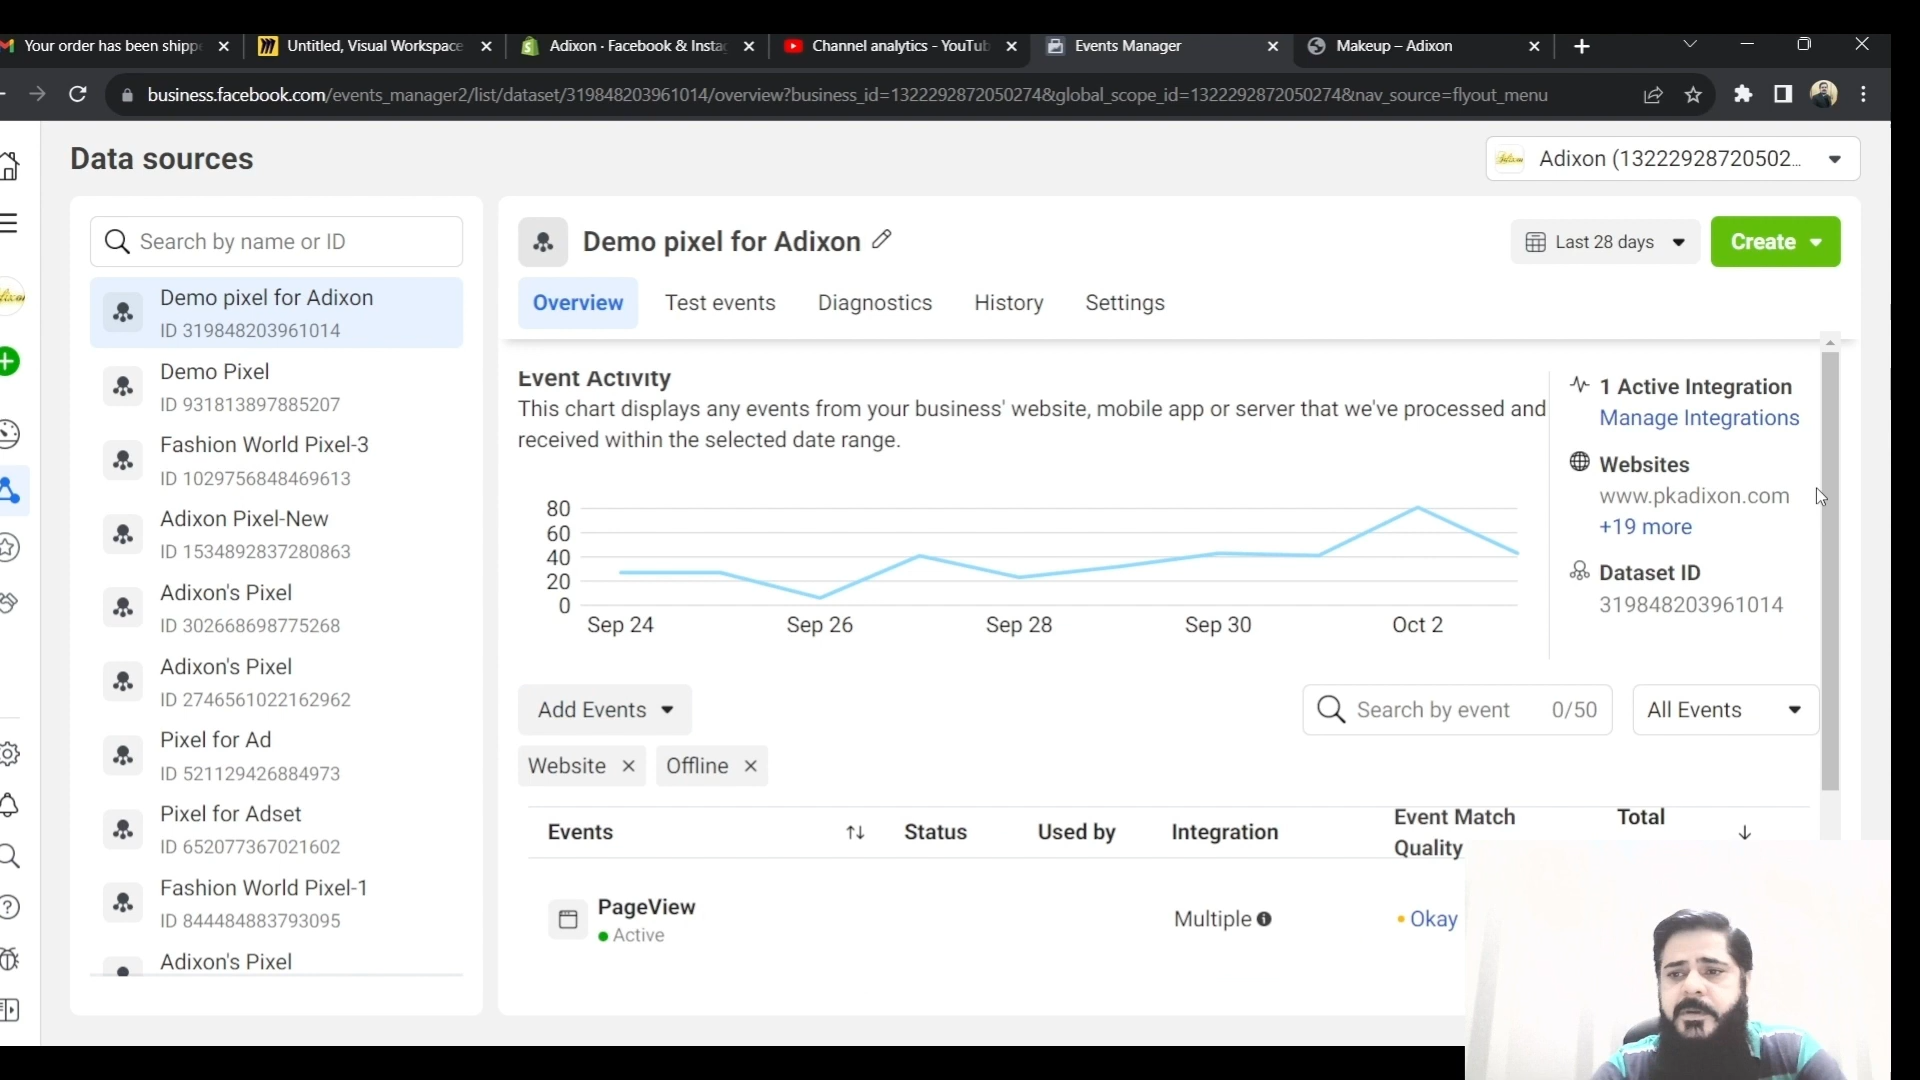 Your order has been shipp
Untitled, Visual Workspace
Adixon · Facebook & Insta
Channel analytics - YouTub
Events Manager
Makeup – Adixon
business.facebook.com/events_manager2/list/dataset/319848203961014/overview?business_id=1322292872050274&global_scope_id=1322292872050274&nav_source=flyout_menu
Data sources
Adixon (13222928720502...
Search by name or ID
Demo pixel for Adixon
ID 319848203961014
Demo Pixel
ID 931813897885207
Fashion World Pixel-3
ID 1029756848469613
Adixon Pixel-New
ID 1534892837280863
Adixon's Pixel
ID 302668698775268
Adixon's Pixel
ID 2746561022162962
Pixel for Ad
ID 521129426884973
Pixel for Adset
ID 652077367021602
Fashion World Pixel-1
ID 844484883793095
Adixon's Pixel
Demo pixel for Adixon
Last 28 days
Create
Overview
Test events
Diagnostics
History
Settings
Event Activity
This chart displays any events from your business' website, mobile app or server that we've processed and
received within the selected date range.
80
60
40
20
0
Sep 24
Sep 26
Sep 28
Sep 30
Oct 2
1 Active Integration
Manage Integrations
Websites
www.pkadixon.com
+19 more
Dataset ID
319848203961014
Add Events
Search by event
0/50
All Events
Website
Offline
Events
Status
Used by
Integration
Event Match
Quality
Total
PageView
Active
Multiple
Okay